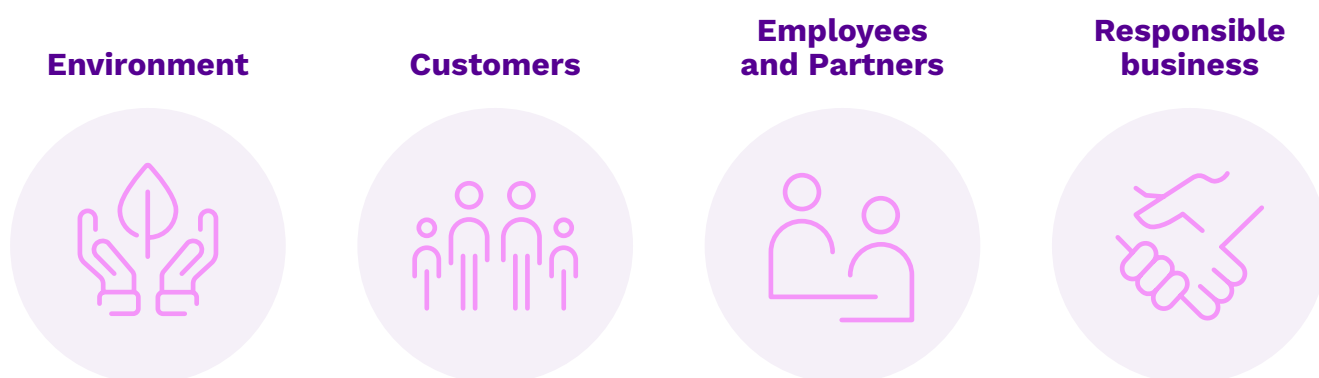 Environment
Customers
Employees
and Partners
Responsible
business